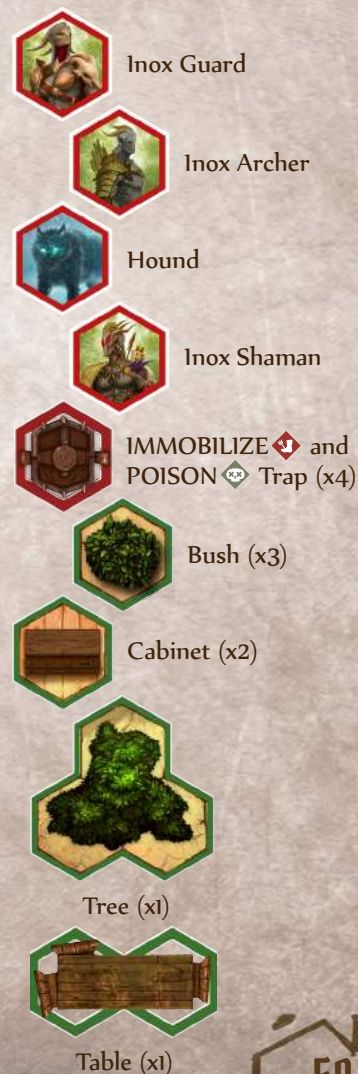 Inox Guard
Inox Archer
Hound
Inox Shaman
IMMOBILIZE and
POISON Trap (x4)
Bush (x3)
Cabinet (x2)
Tree (x1)
Table (x1)